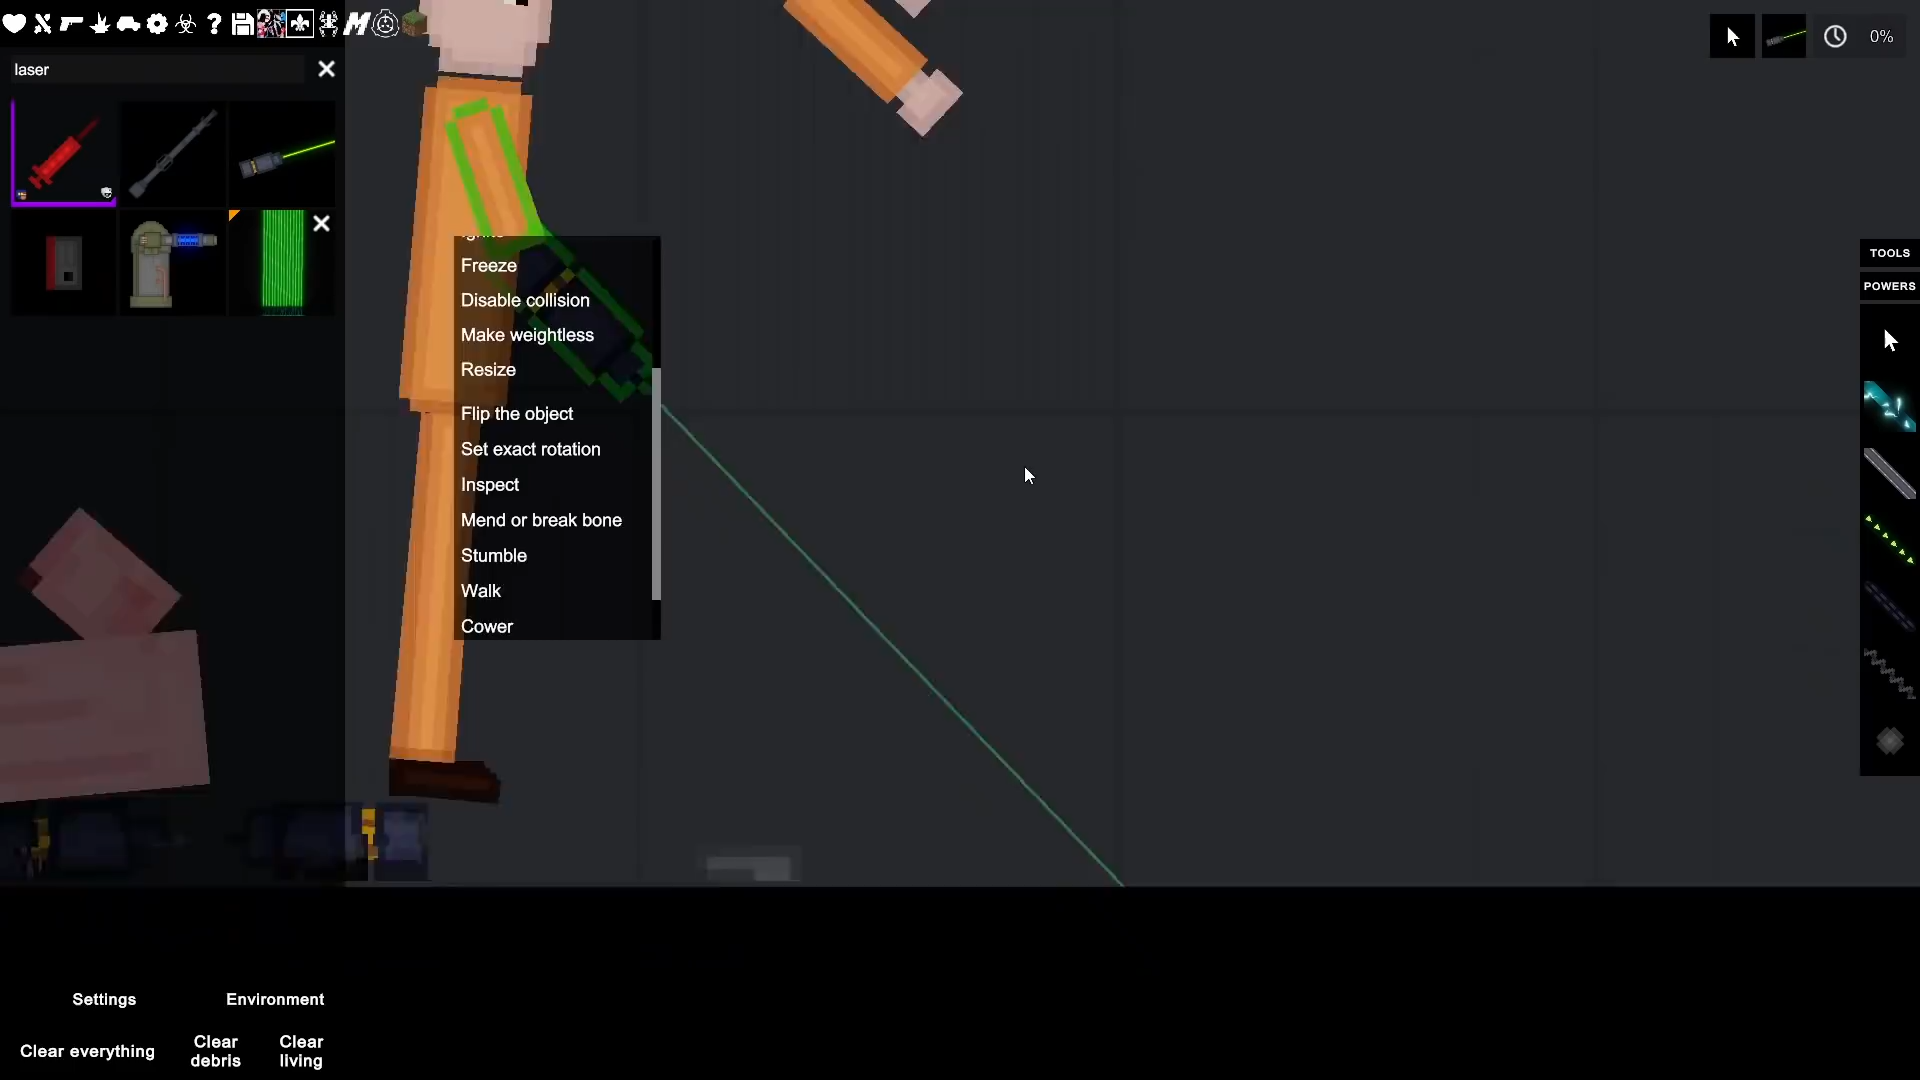 laser
0%
TOOLS
POWERS
Ignite
Freeze
Disable collision
Make weightless
Resize
Flip the object
Set exact rotation
Inspect
Mend or break bone
Stumble
Walk
Cower
Settings
Environment
Clear everything
Clear
debris
Clear
living